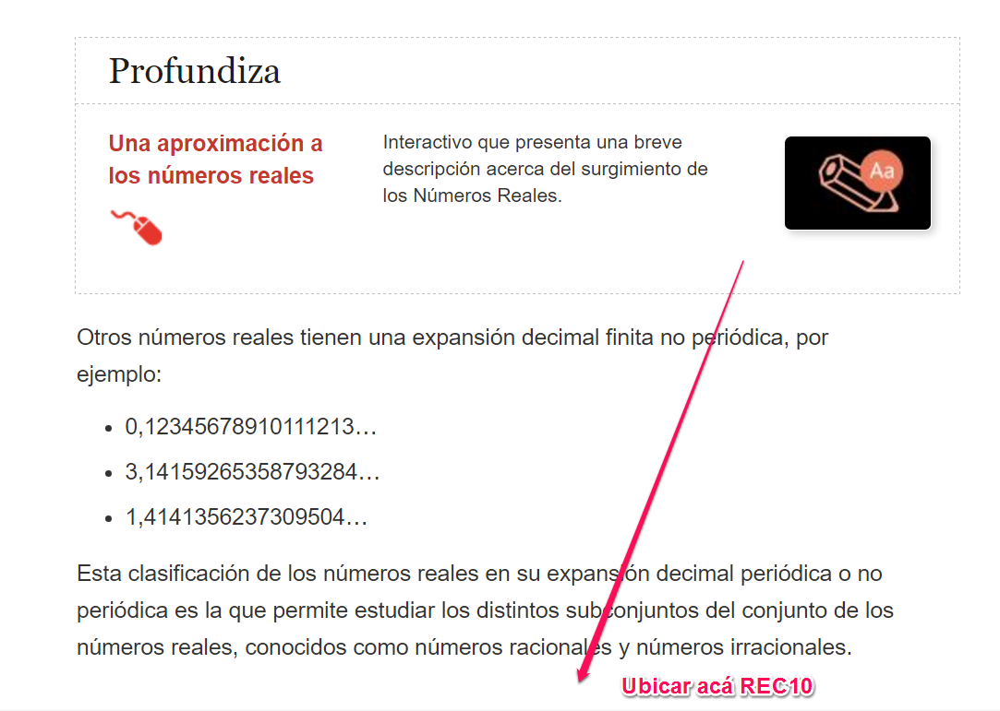 Profundiza
Una aproximación a
los números reales
Interactivo que presenta una breve
descripción acerca del surgimiento de
los Números Reales.
Aa
Otros números reales tienen una expansión decimal finita no periódica, por
ejemplo:
• 0,12345678910111213…
• 3,14159265358793284…
• 1,4141356237309504…
Esta clasificación de los números reales en su expansión decimal periódica o no
periódica es la que permite estudiar los distintos subconjuntos del conjunto de los
números reales, conocidos como números racionales y números irracionales.
Ubicar acá REC10